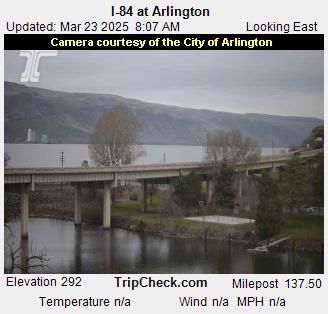 I-84 at Arlington
Updated: Mar 23 2025 8:07 AM Looking East
Camera courtesy of the City of Arlington
Elevation 292 TripCheck.com Milepost 137.50
Temperature n/a Wind n/a MPH n/a